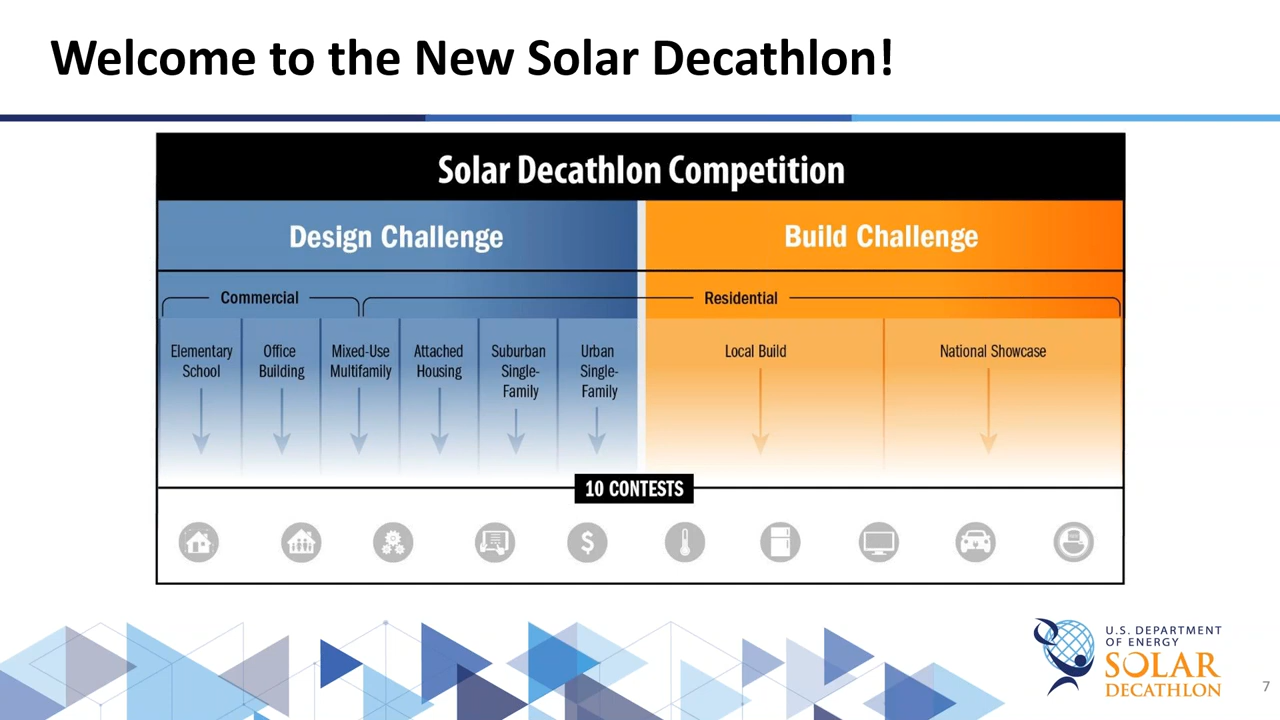 Welcome to the New Solar Decathlon!
Solar Decathlon Competition
Design Challenge
Build Challenge
Commercial
Residential
Elementary
School
Office
Building
Mixed-Use
Multifamily
Attached
Housing
Suburban
Single-
Family
Urban
Single-
Family
Local Build
National Showcase
10 CONTESTS
$
U.S. DEPARTMENT
OF ENERGY
SOLAR
DECATHLON
7